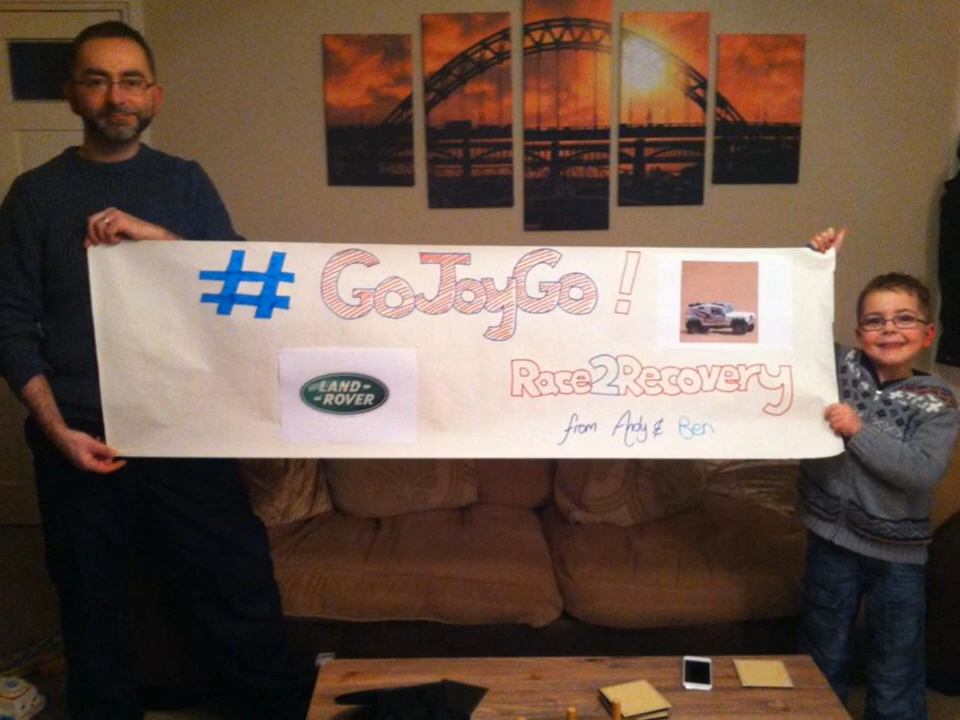 #GoJoyGo!
LAND-
-ROVER
Race2Recovery
from Andy & Ben